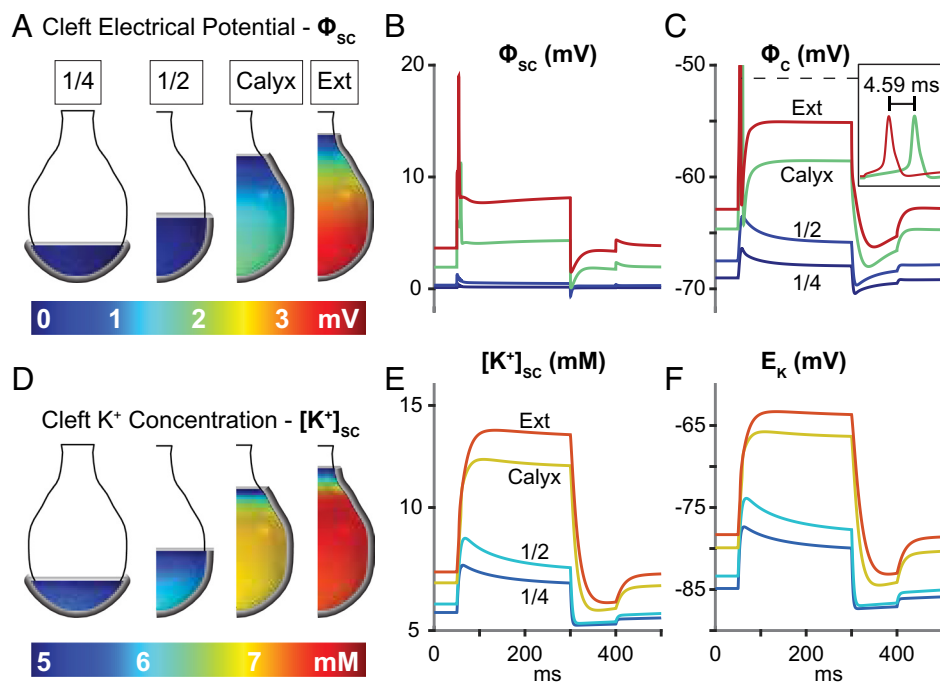 A Cleft Electrical Potential - ΦSC
1/4 1/2 Calyx Ext
0 1 2 3 mV
B
ΦSC (mV)
20
10
0
C
ΦC (mV)
-50
-60
-70
4.59 ms
Ext
Calyx
1/2
1/4
D
Cleft K+ Concentration - [K+]SC
5 6 7 mM
E
[K+]SC (mM)
15
10
5
Ext
Calyx
1/2
1/4
0 200 400
ms
F
EK (mV)
-65
-75
-85
0 200 400
ms